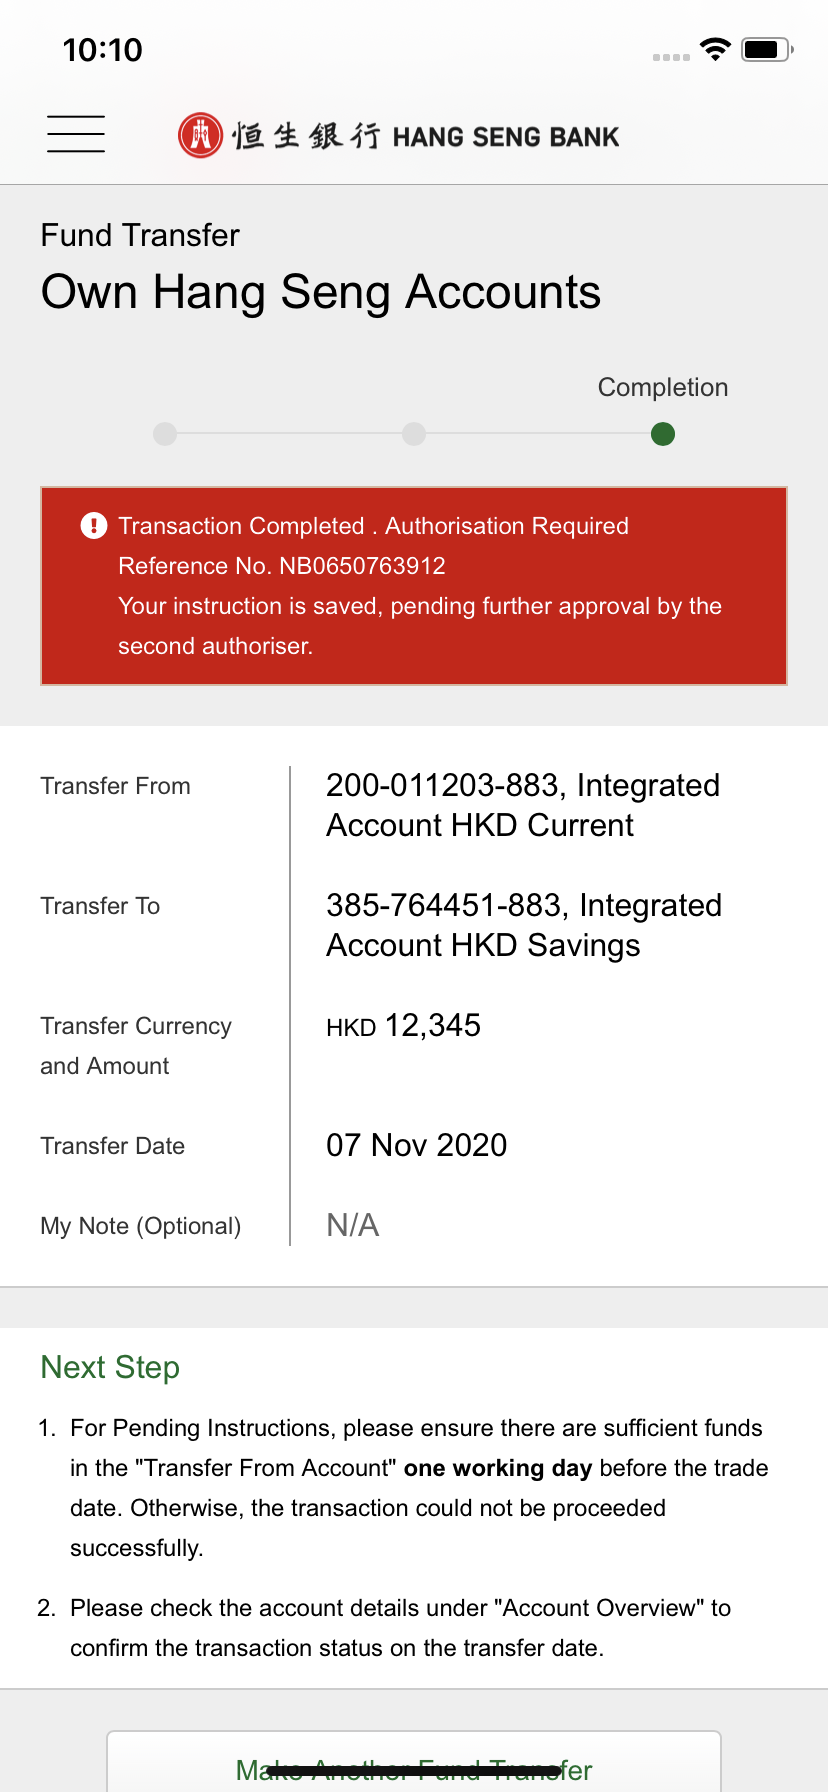 10:10
恒生銀行 HANG SENG BANK
Fund Transfer
Own Hang Seng Accounts
Completion
Transaction Completed . Authorisation Required
Reference No. NB0650763912
Your instruction is saved, pending further approval by the
second authoriser.
Transfer From
200-011203-883, Integrated
Account HKD Current
Transfer To
385-764451-883, Integrated
Account HKD Savings
Transfer Currency
and Amount
HKD 12,345
Transfer Date
07 Nov 2020
My Note (Optional)
N/A
Next Step
1. For Pending Instructions, please ensure there are sufficient funds
in the "Transfer From Account" one working day before the trade
date. Otherwise, the transaction could not be proceeded
successfully.
2. Please check the account details under "Account Overview" to
confirm the transaction status on the transfer date.
Make Another Fund Transfer